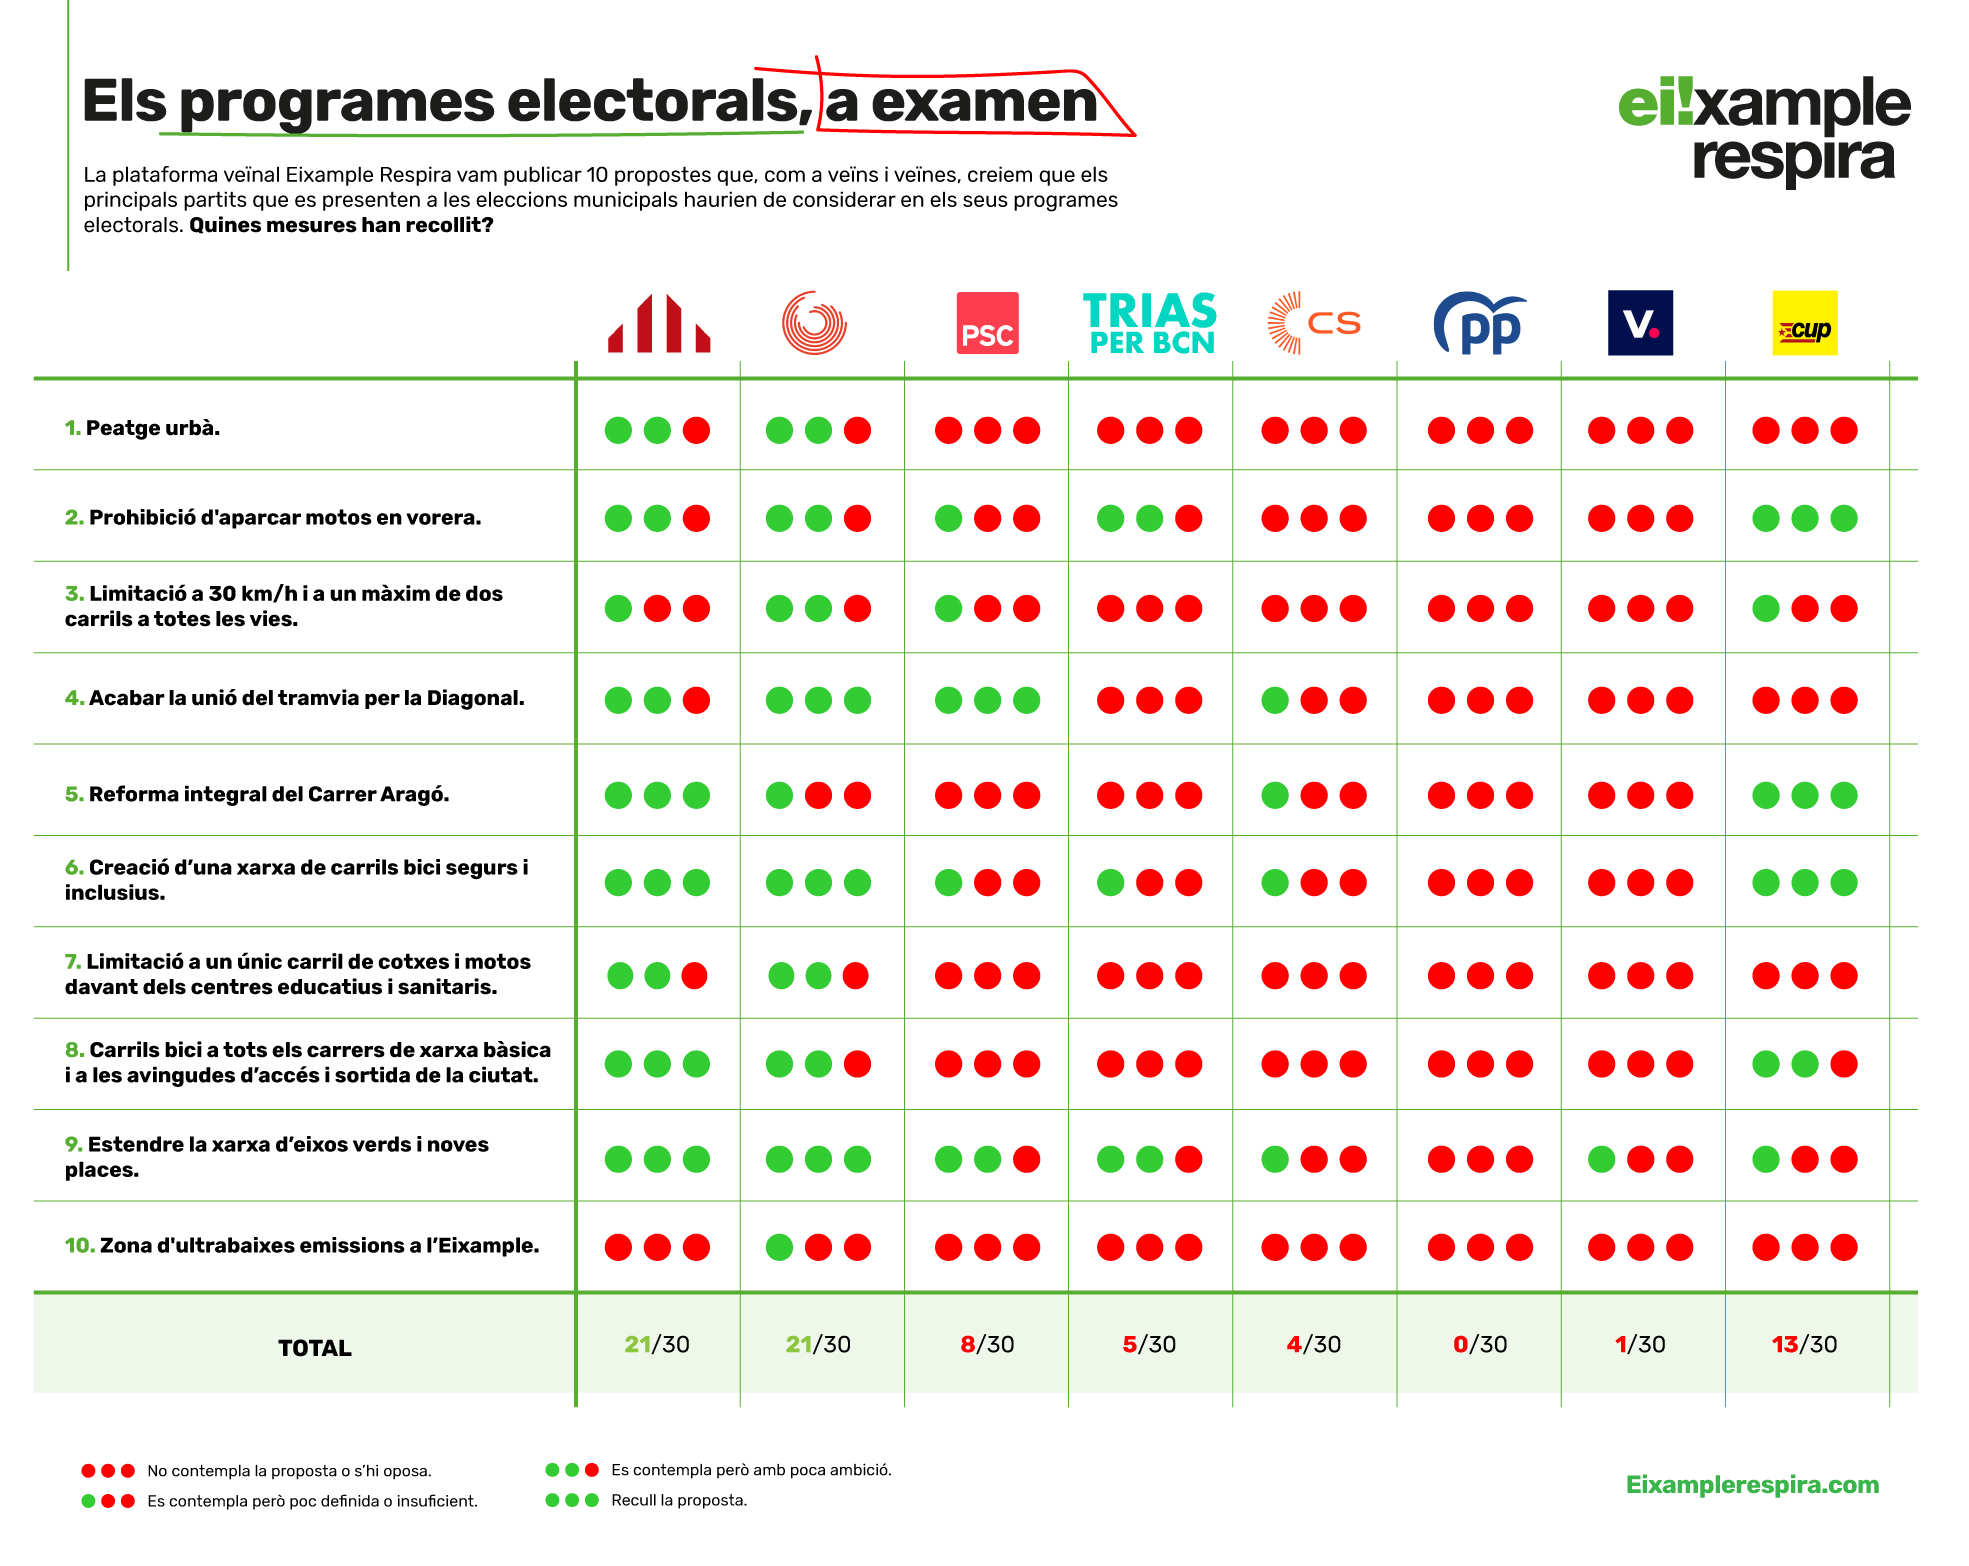 Els programes electorals, a examen
ei!xample
respira
La plataforma veïnal Eixample Respira vam publicar 10 propostes que, com a veïns i veïnes, creiem que els
principals partits que es presenten a les eleccions municipals haurien de considerar en els seus programes
electorals. Quines mesures han recollit?
PSC
TRIAS
PER BCN
CS
pp
V.
cup
1. Peatge urbà.
2. Prohibició d'aparcar motos en vorera.
3. Limitació a 30 km/h i a un màxim de dos
carrils a totes les vies.
4. Acabar la unió del tramvia per la Diagonal.
5. Reforma integral del Carrer Aragó.
6. Creació d’una xarxa de carrils bici segurs i
inclusius.
7. Limitació a un únic carril de cotxes i motos
davant dels centres educatius i sanitaris.
8. Carrils bici a tots els carrers de xarxa bàsica
i a les avingudes d’accés i sortida de la ciutat.
9. Estendre la xarxa d’eixos verds i noves
places.
10. Zona d'ultrabaixes emissions a l’Eixample.
TOTAL 21/30 21/30 8/30 5/30 4/30 0/30 1/30 13/30
No contempla la proposta o s’hi oposa.
Es contempla però poc definida o insuficient.
Es contempla però amb poca ambició.
Recull la proposta.
Eixamplerespira.com